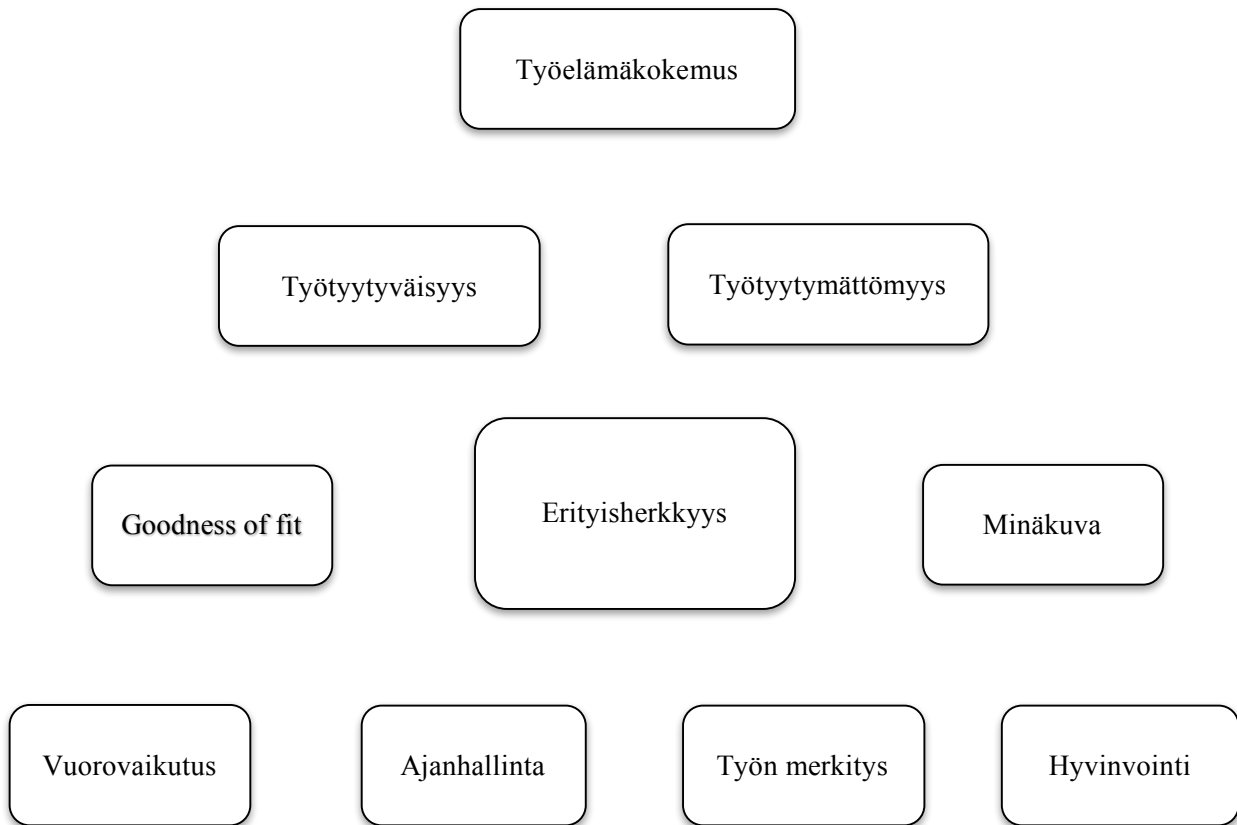 Työelämäkokemus
Työtyytyväisyys
Työtyytymättömyys
Goodness of fit
Erityisherkkyys
Minäkuva
Vuorovaikutus
Ajanhallinta
Työn merkitys
Hyvinvointi